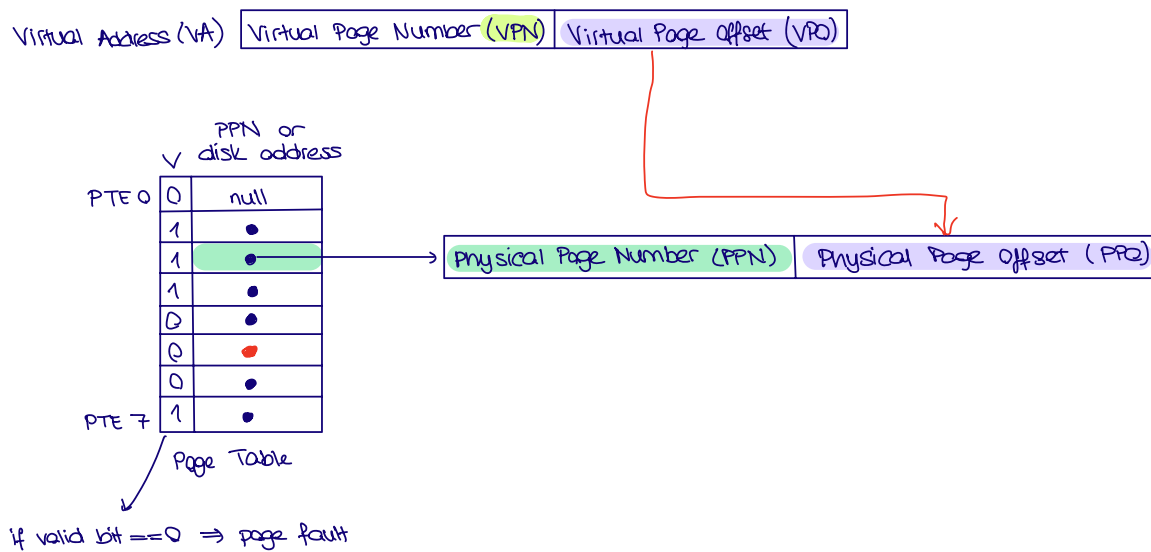 Virtual Address (VA) Virtual Page Number (VPN) Virtual Page Offset (VPO)
PPN or
V disk address
PTE 0 0 null
1
1 Physical Page Number (PPN) Physical Page Offset (PPO)
1
0
0
0
PTE 7 1
Page Table
if valid bit == 0 ⇒ page fault